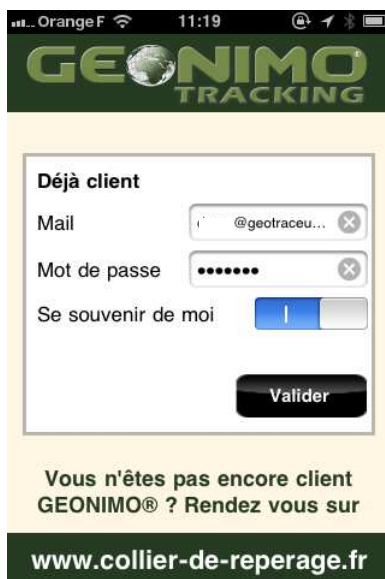 Orange F 11:19
GEONIMO
TRACKING
Déjà client
Mail @geotraceu...
Mot de passe •••••••
Se souvenir de moi
Valider
Vous n'êtes pas encore client
GEONIMO® ? Rendez vous sur
www.collier-de-reperage.fr